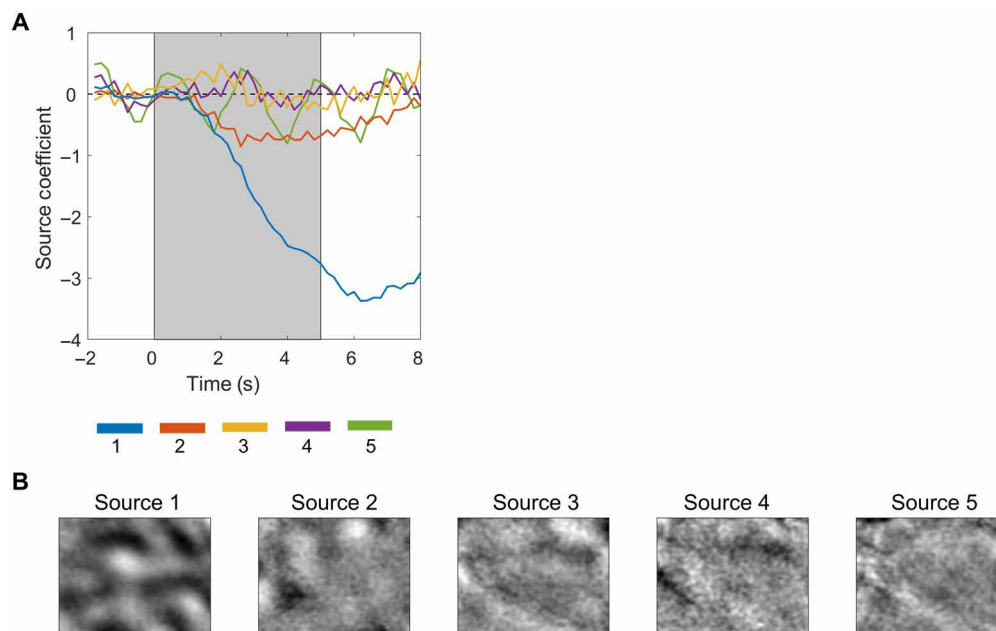 A
Source coefficient
1
0
−1
−2
−3
−4
−2 0 2 4 6 8
Time (s)
1 2 3 4 5
B
Source 1 Source 2 Source 3 Source 4 Source 5